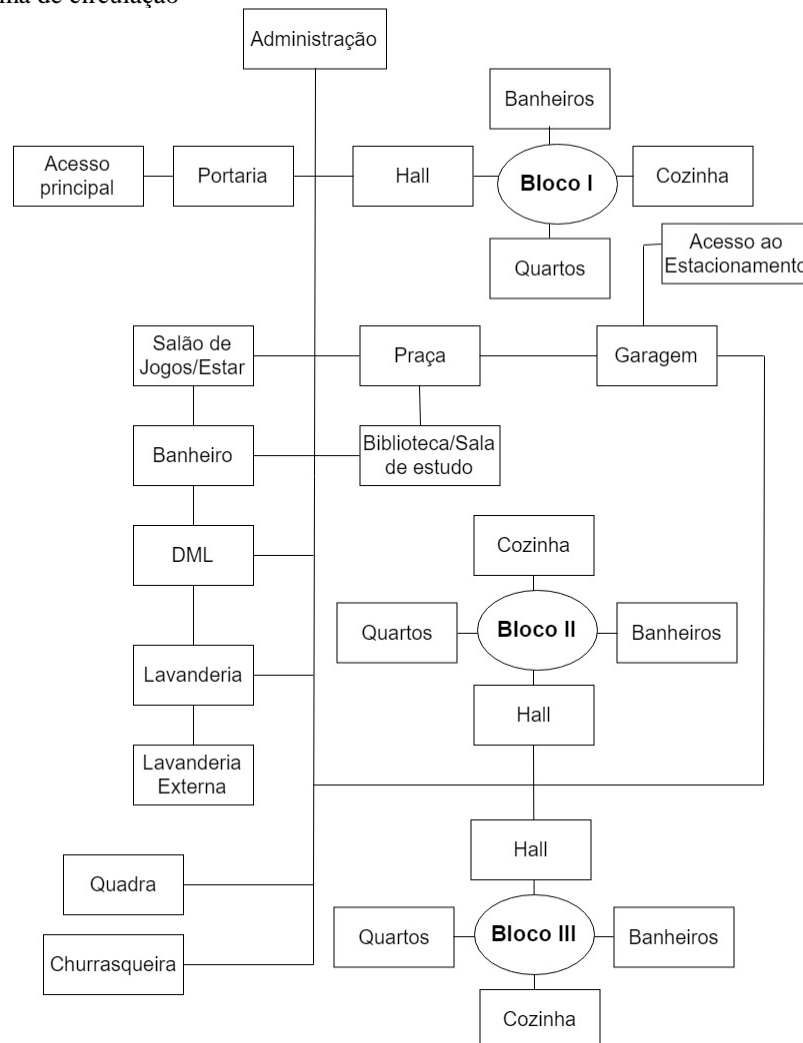 de circulação
Administração
Banheiros
Acesso
principal
Portaria
Hall
Bloco I
Cozinha
Quartos
Acesso ao
Estacionamento
Salão de
Jogos/Estar
Praça
Garagem
Banheiro
Biblioteca/Sala
de estudo
DML
Cozinha
Quartos
Bloco II
Banheiros
Lavanderia
Hall
Lavanderia
Externa
Hall
Quadra
Quartos
Bloco III
Banheiros
Churrasqueira
Cozinha